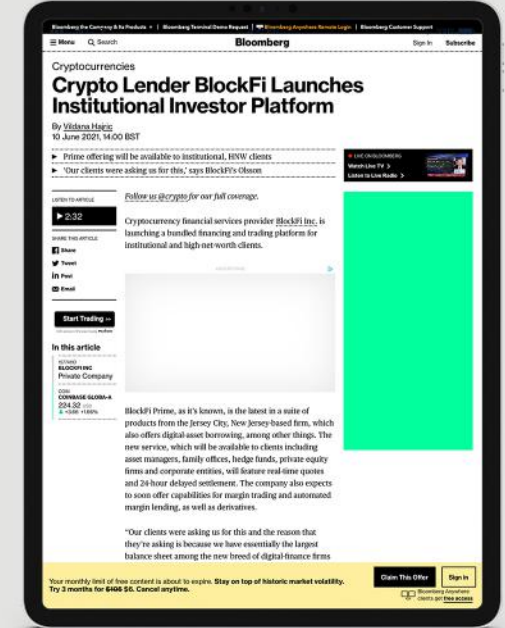 Bloomberg the Company & Its Products
Bloomberg Terminal Demo Request
Bloomberg Anywhere Remote Login
Bloomberg Customer Support
Menu
Search
Bloomberg
Sign In
Subscribe
Cryptocurrencies
Crypto Lender BlockFi Launches
Institutional Investor Platform
By Vildana Hajric
10 June 2021, 14:00 BST
Prime offering will be available to institutional, HNW clients
'Our clients were asking us for this,' says BlockFi's Olsson
LIVE ON BLOOMBERG
Watch Live TV
Listen to Live Radio
LISTEN TO ARTICLE
2:32
SHARE THIS ARTICLE
Share
Tweet
Post
Email
Start Trading
In this article
BLOCKFI INC
Private Company
COIN
COINBASE GLOBAL-A
224.32 USD
Follow us @crypto for our full coverage.
Cryptocurrency financial services provider BlockFi Inc. is
launching a bundled financing and trading platform for
institutional and high-net-worth clients.
BlockFi Prime, as it's known, is the latest in a suite of
products from the Jersey City, New Jersey-based firm, which
also offers digital-asset borrowing, among other things. The
new service, which will be available to clients including
asset managers, family offices, hedge funds, private equity
firms and corporate entities, will feature real-time quotes
and 24-hour delayed settlement. The company also expects
to soon offer capabilities for margin trading and automated
margin lending, as well as derivatives.
"Our clients were asking us for this and the reason that
they're asking is because we have essentially the largest
balance sheet among the new breed of digital-finance firms
Your monthly limit of free content is about to expire. Stay on top of historic market volatility.
Try 3 months for $105 $6. Cancel anytime.
Claim This Offer
Sign In
Bloomberg Anywhere
clients get free access